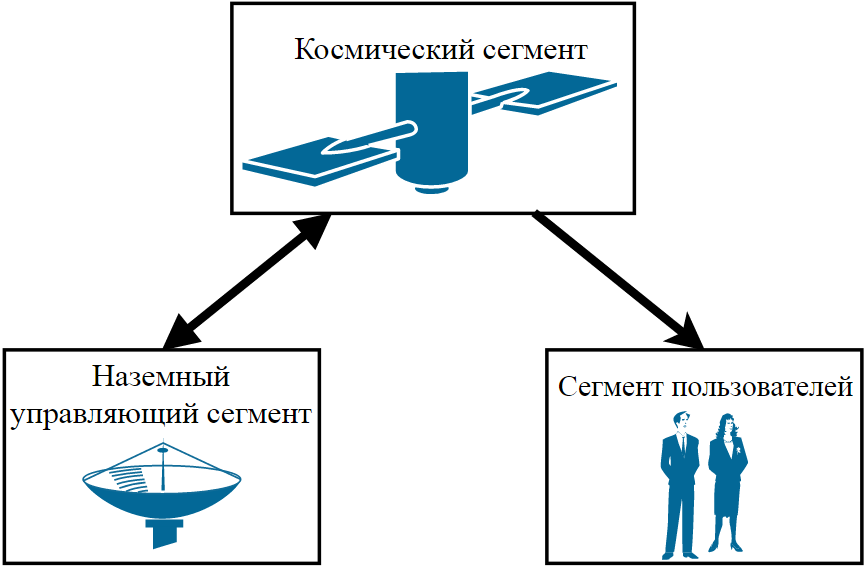 Космический сегмент
Наземный
управляющий сегмент
Сегмент пользователей